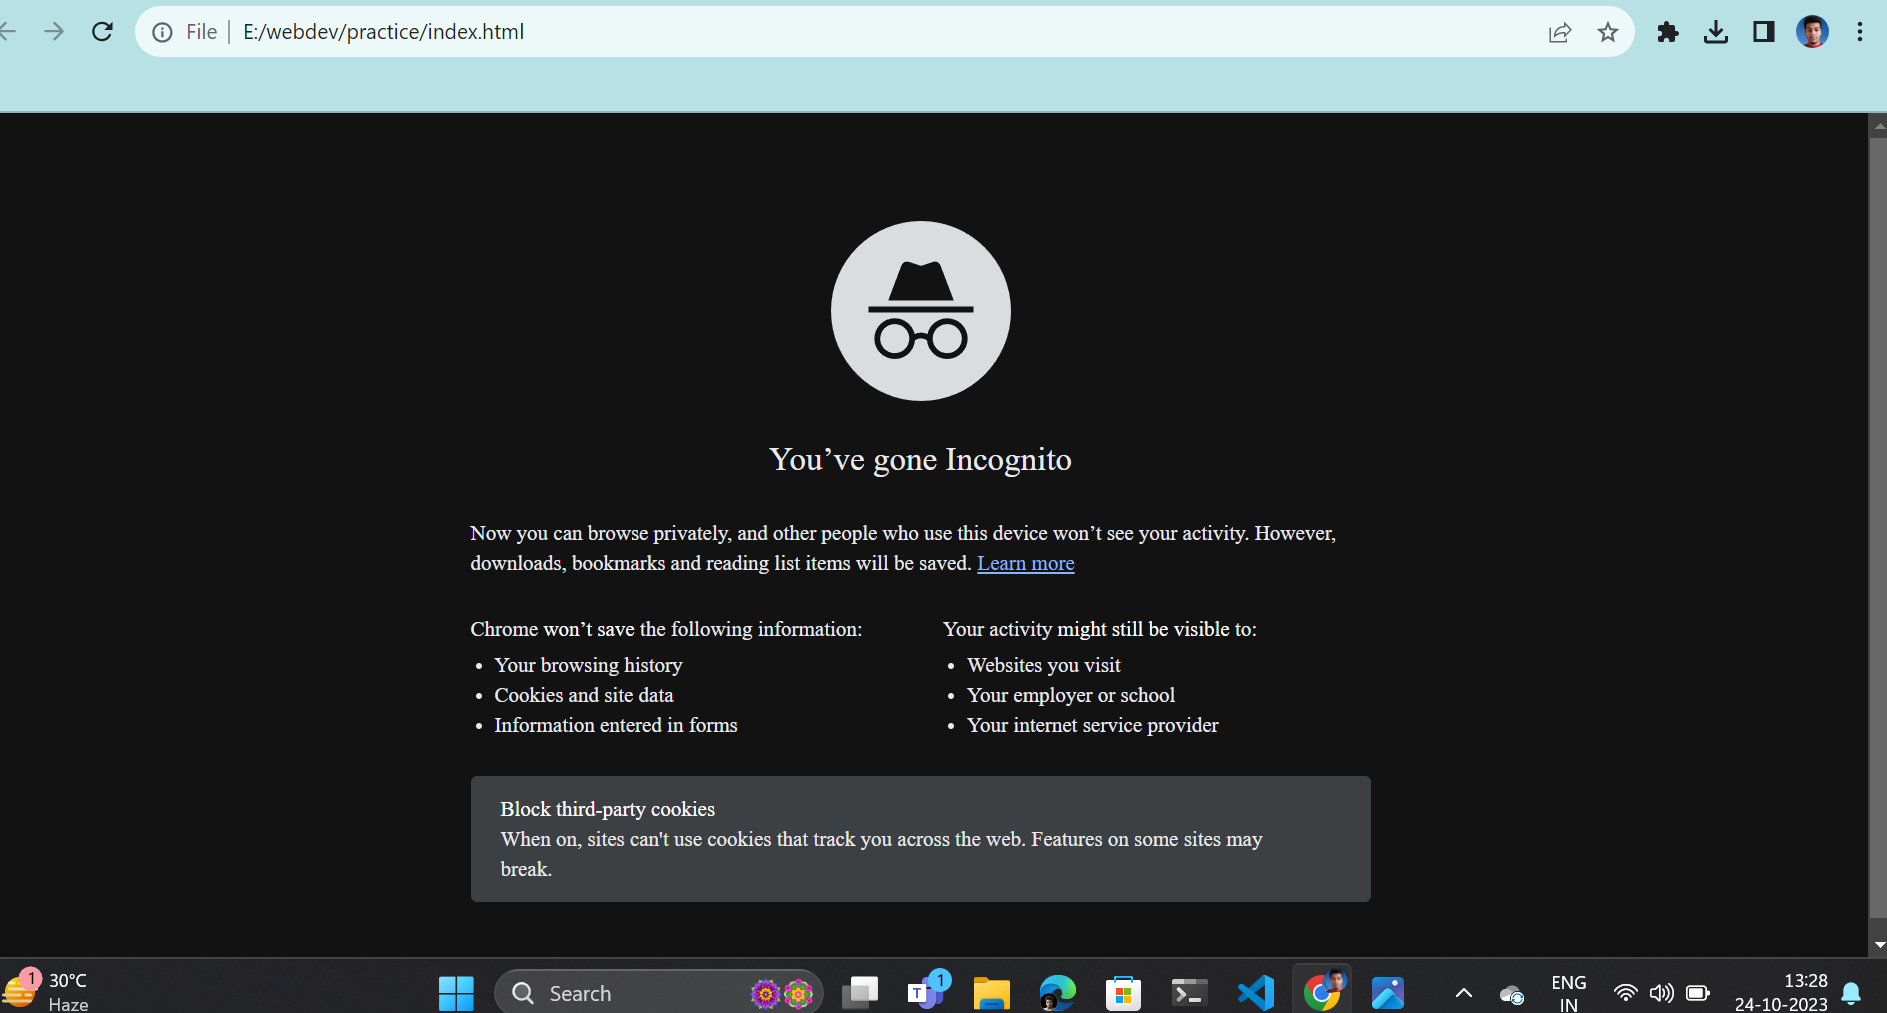 File E:/webdev/practice/index.html
You’ve gone Incognito
Now you can browse privately, and other people who use this device won’t see your activity. However,
downloads, bookmarks and reading list items will be saved. Learn more
Chrome won’t save the following information:
Your browsing history
Cookies and site data
Information entered in forms
Your activity might still be visible to:
Websites you visit
Your employer or school
Your internet service provider
Block third-party cookies
When on, sites can't use cookies that track you across the web. Features on some sites may
break.
1
30°C
Haze
Search
T
1
ENG
IN
13:28
24-10-2023